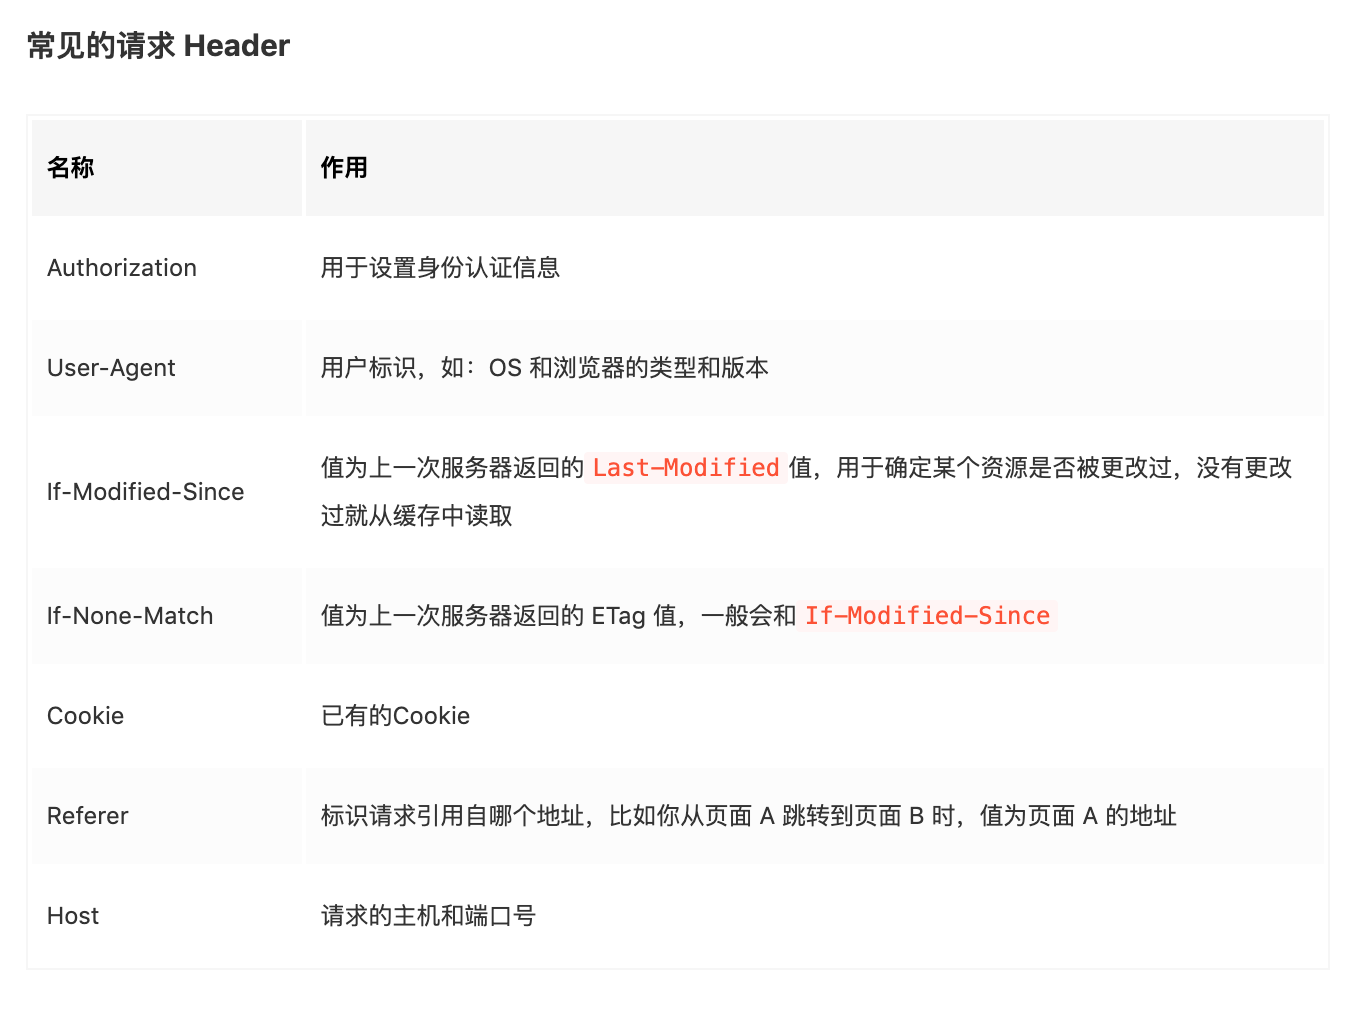 常见的请求 Header
名称 作用
Authorization 用于设置身份认证信息
User-Agent 用户标识，如：OS 和浏览器的类型和版本
If-Modified-Since 值为上一次服务器返回的 Last-Modified 值，用于确定某个资源是否被更改过，没有更改
过就从缓存中读取
If-None-Match 值为上一次服务器返回的 ETag 值，一般会和 If-Modified-Since
Cookie 已有的Cookie
Referer 标识请求引用自哪个地址，比如你从页面 A 跳转到页面 B 时，值为页面 A 的地址
Host 请求的主机和端口号